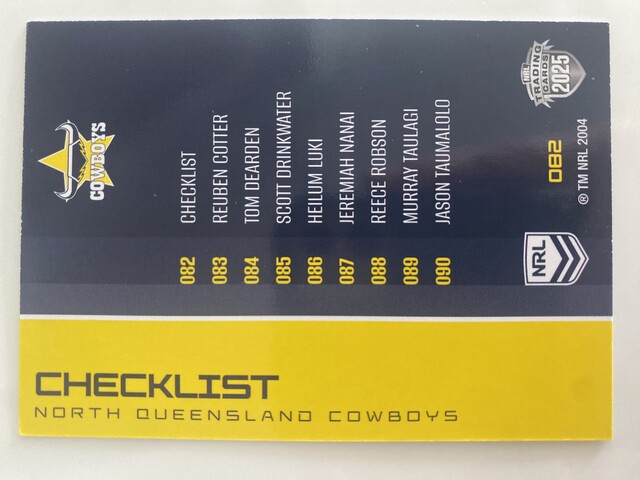 COWBOYS
082 CHECKLIST
083 REUBEN COTTER
084 TOM DEARDEN
085 SCOTT DRINKWATER
086 HEILUM LUKI
087 JEREMIAH NANAI
088 REECE ROBSON
089 MURRAY TAULAGI
090 JASON TAUMALOLO
NRL
TRADING
CARDS
2025
082
® TM NRL 2004
NRL
CHECKLIST
NORTH QUEENSLAND COWBOYS